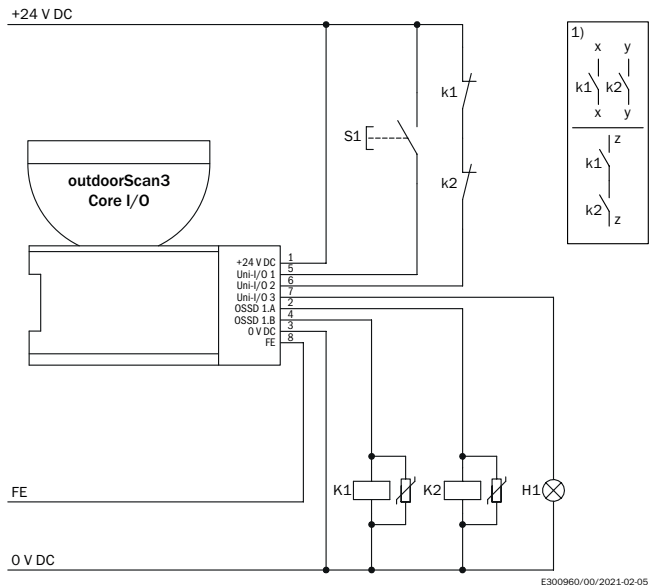 +24 V DC
1)
x y
k1 k2
x y
z
k1
k2
z
k1
S1
k2
outdoorScan3
Core I/O
+24 V DC 1
Uni-I/O 1 5
Uni-I/O 2 6
Uni-I/O 3 7
OSSD 1.A 2
OSSD 1.B 4
0 V DC 3
FE 8
K1 K2 H1
FE
0 V DC
E300960/00/2021-02-05